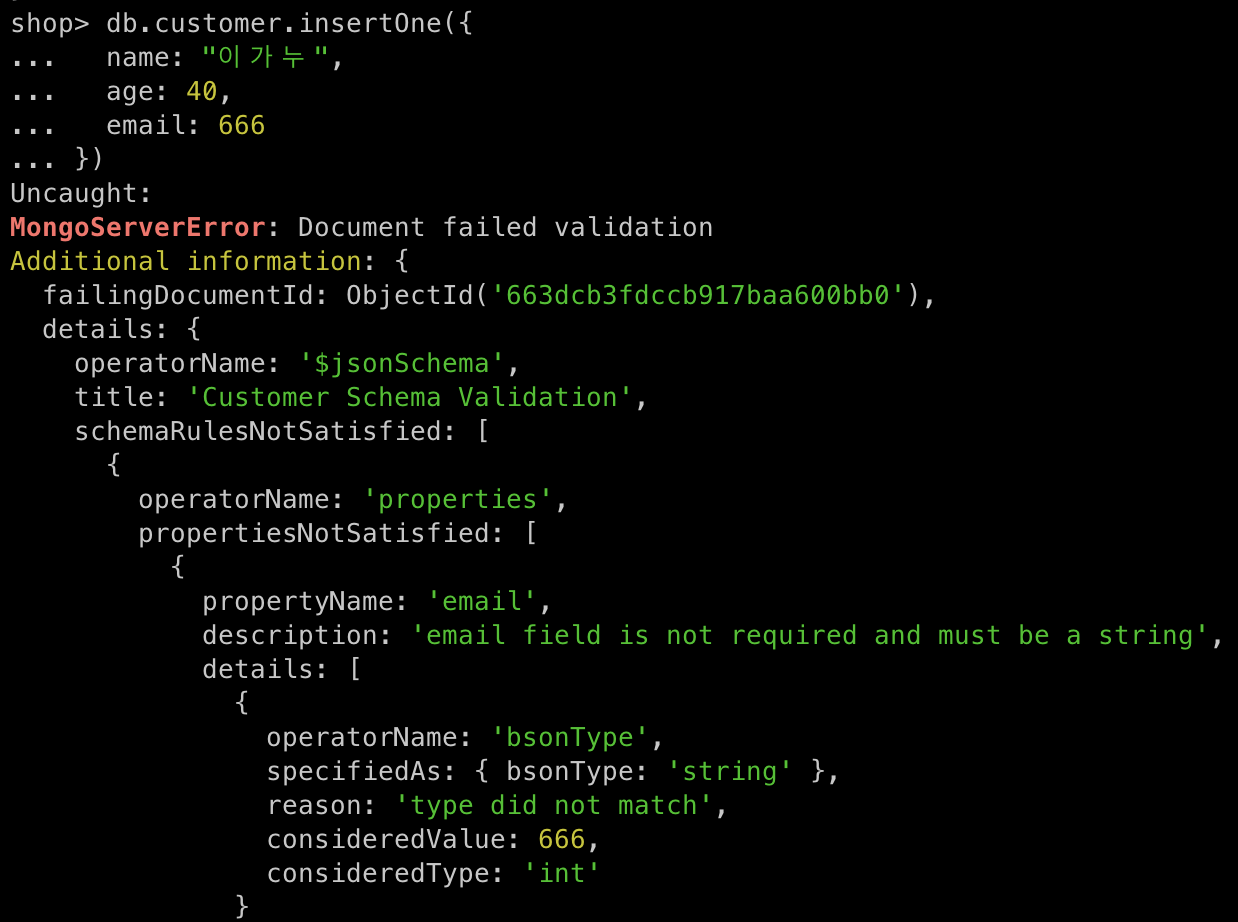 shop> db.customer.insertOne({
...   name: "이가누",
...   age: 40,
...   email: 666
... })
Uncaught:
MongoServerError: Document failed validation
Additional information: {
  failingDocumentId: ObjectId('663dcb3fdccb917baa600bb0'),
  details: {
    operatorName: '$jsonSchema',
    title: 'Customer Schema Validation',
    schemaRulesNotSatisfied: [
      {
        operatorName: 'properties',
        propertiesNotSatisfied: [
          {
            propertyName: 'email',
            description: 'email field is not required and must be a string',
            details: [
              {
                operatorName: 'bsonType',
                specifiedAs: { bsonType: 'string' },
                reason: 'type did not match',
                consideredValue: 666,
                consideredType: 'int'
              }